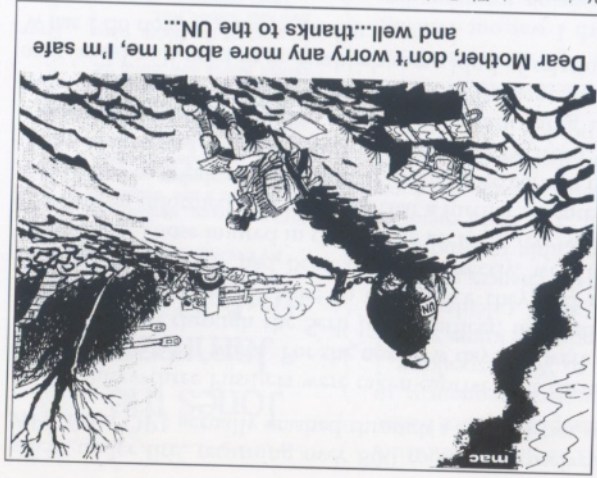 mac
UN
Dear Mother, don't worry any more about me, I'm safe
and well...thanks to the UN....